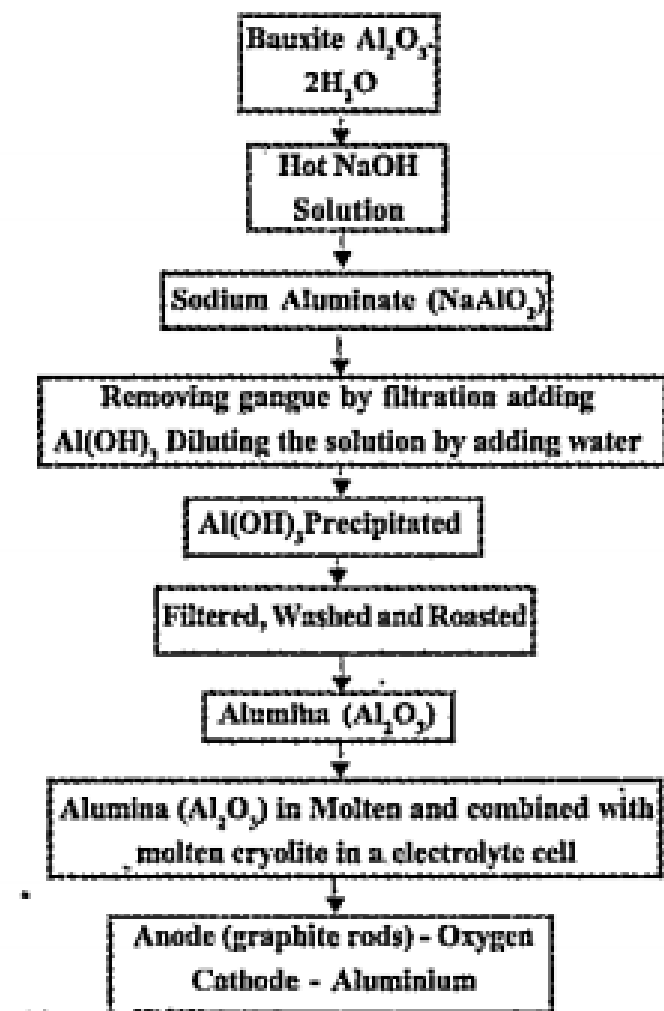 Bauxite Al₂O₃.
2H₂O
Hot NaOH
Solution
Sodium Aluminate (NaAlO₂)
Removing gangue by filtration adding
Al(OH)₃ Diluting the solution by adding water
Al(OH)₃Precipitated
Filtered, Washed and Roasted
Alumiha (Al₂O₃)
Alumina (Al₂O₃) in Molten and combined with
molten cryolite in a electrolyte cell
Anode (graphite rods) - Oxygen
Cathode - Aluminium